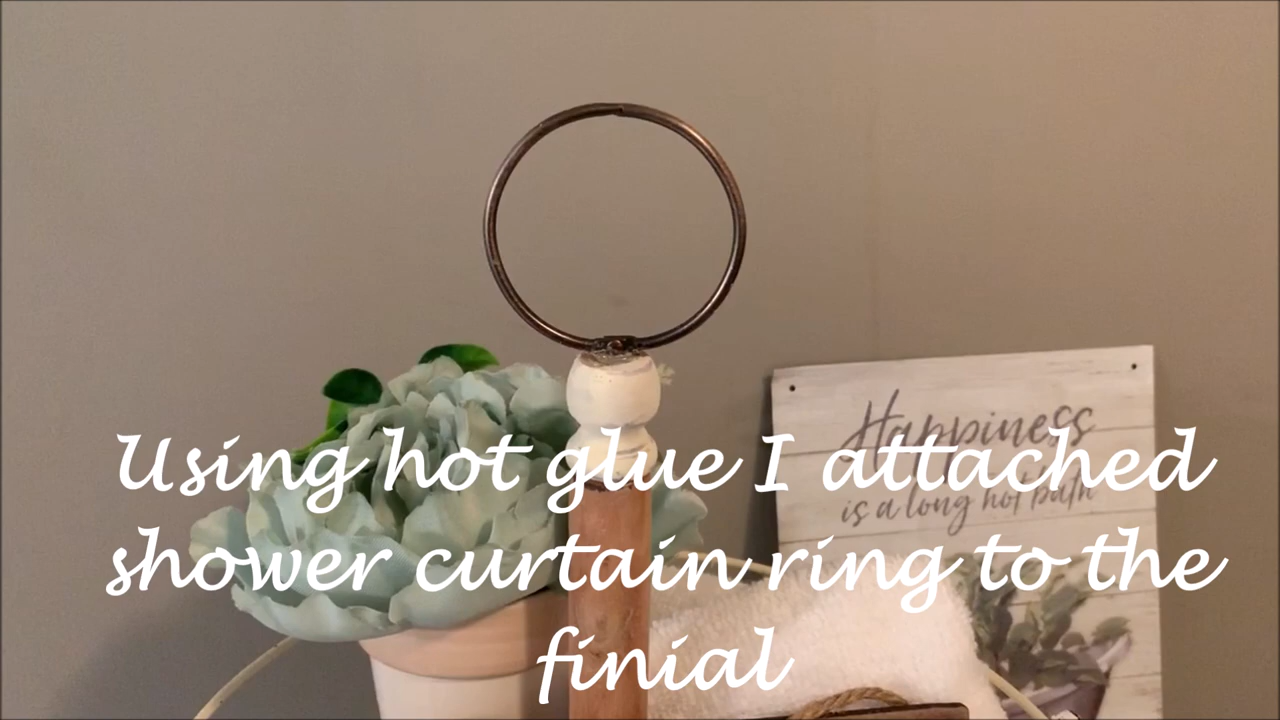 Happiness
is a long hot bath
Using hot glue I attached
shower curtain ring to the
finial